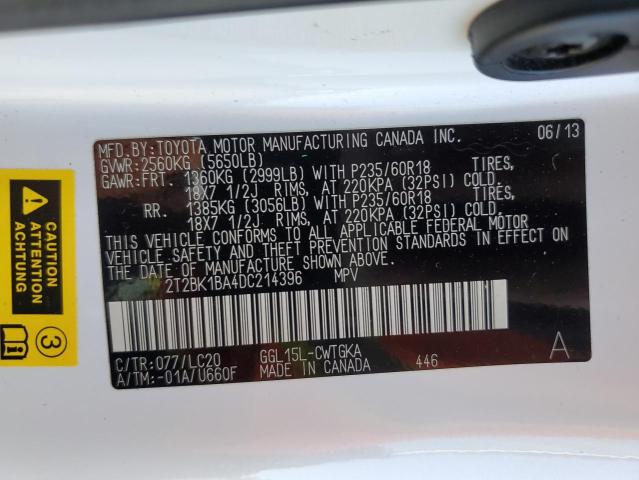 MFD.BY:TOYOTA MOTOR MANUFACTURING CANADA INC. 06/13
GVWR:2560KG (5650LB)
GAWR:FRT. 1360KG (2999LB) WITH P235/60R18 TIRES,
18X7 1/2J RIMS, AT 220KPA (32PSI) COLD.
RR. 1385KG (3056LB) WITH P235/60R18 TIRES,
18X7 1/2J RIMS, AT 220KPA (32PSI) COLD.
THIS VEHICLE CONFORMS TO ALL APPLICABLE FEDERAL MOTOR
VEHICLE SAFETY AND THEFT PREVENTION STANDARDS IN EFFECT ON
THE DATE OF MANUFACTURE SHOWN ABOVE.
2T2BK1BA4DC214396 MPV
C/TR:077/LC20 GGL15L-CWTGKA
A/TM:-01A/U660F MADE IN CANADA 446 A
CAUTION
ATTENTION
ACHTUNG
3